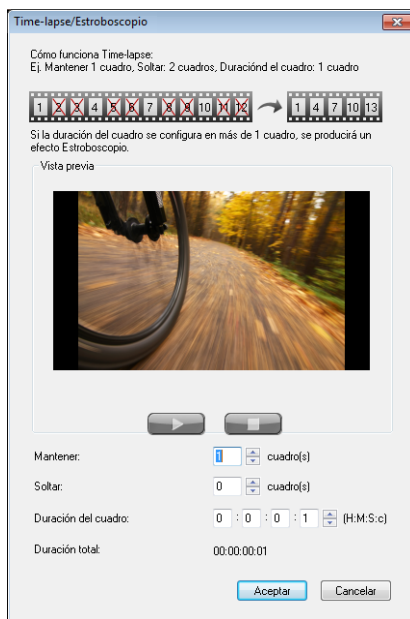 Time-lapse/Estroboscopio
Cómo funciona Time-lapse:
Ej. Mantener 1 cuadro, Soltar: 2 cuadros, Duraciónd el cuadro: 1 cuadro
1 2 3 4 5 6 7 8 9 10 11 12 1 4 7 10 13
Si la duración del cuadro se configura en más de 1 cuadro, se producirá un
efecto Estroboscopio.
Vista previa
Mantener: 1 cuadro(s)
Soltar: 0 cuadro(s)
Duración del cuadro: 0 : 0 : 0 : 1 (H:M:S:c)
Duración total: 00:00:00:01
Aceptar Cancelar